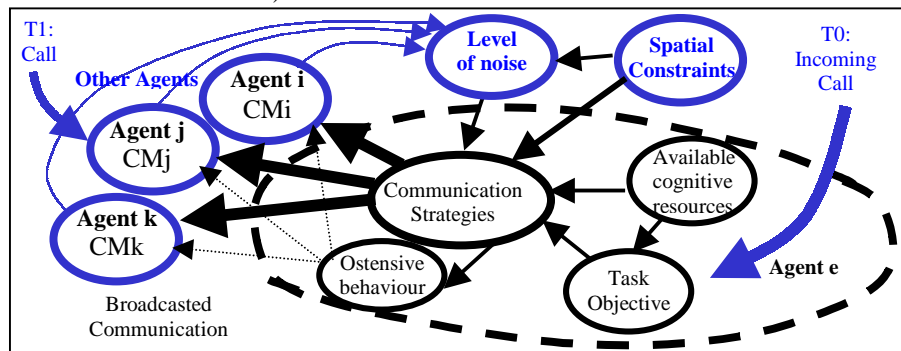 T1:
Call
Other Agents
Agent i
CMi
Agent j
CMj
Agent k
CMk
Broadcasted
Communication
Level
of noise
Spatial
Constraints
T0:
Incoming
Call
Communication
Strategies
Available
cognitive
resources
Ostensive
behaviour
Task
Objective
Agent e